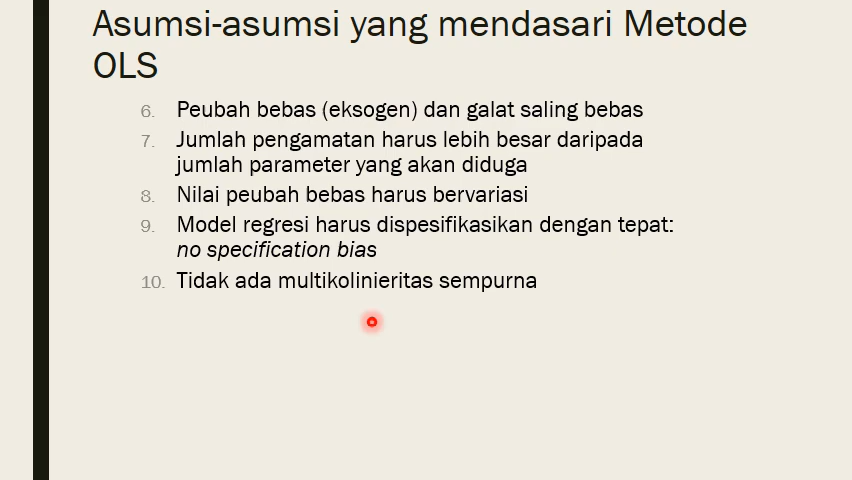 Asumsi-asumsi yang mendasari Metode
OLS
6. Peubah bebas (eksogen) dan galat saling bebas
7. Jumlah pengamatan harus lebih besar daripada
jumlah parameter yang akan diduga
8. Nilai peubah bebas harus bervariasi
9. Model regresi harus dispesifikasikan dengan tepat:
no specification bias
10. Tidak ada multikolinieritas sempurna